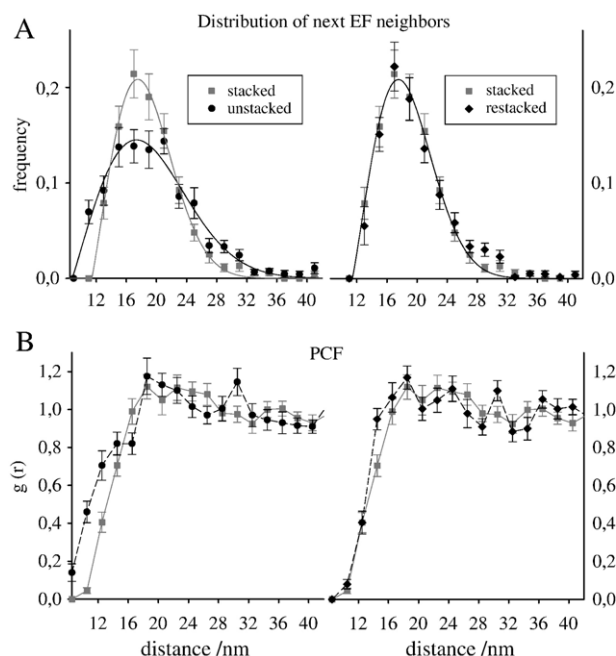 A
Distribution of next EF neighbors
frequency
0,2
0,1
0,0
stacked
unstacked
stacked
restacked
0,2
0,1
0,0
12 16 20 24 28 32 36 40
12 16 20 24 28 32 36 40
B
PCF
g (r)
1,2
1,0
0,8
0,6
0,4
0,2
0,0
1,2
1,0
0,8
0,6
0,4
0,2
0,0
12 16 20 24 28 32 36 40
12 16 20 24 28 32 36 40
distance /nm
distance /nm